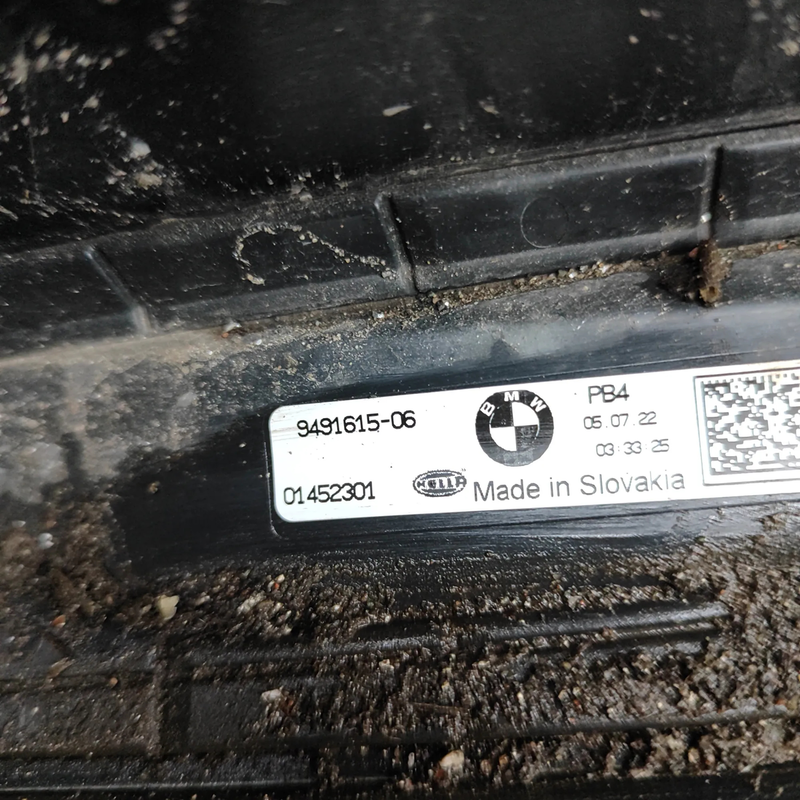 9491615-06
BMW
PB4
05.07.22
03:33:25
01452301
HELLA
Made in Slovakia